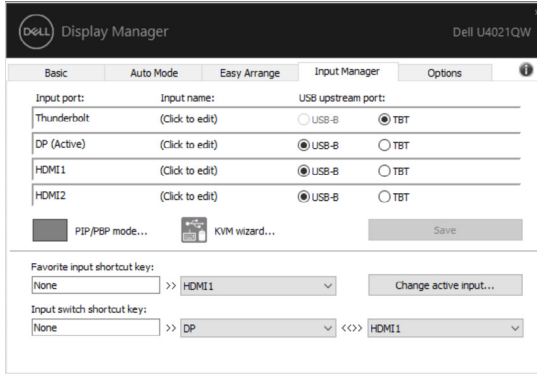 DELL Display Manager Dell U4021QW
Basic Auto Mode Easy Arrange Input Manager Options i
Input port: Input name: USB upstream port:
Thunderbolt (Click to edit) USB-B TBT
DP (Active) (Click to edit) USB-B TBT
HDMI1 (Click to edit) USB-B TBT
HDMI2 (Click to edit) USB-B TBT
PIP/PBP mode... KVM wizard... Save
Favorite input shortcut key:
None >> HDMI1 Change active input...
Input switch shortcut key:
None >> DP <<>> HDMI1